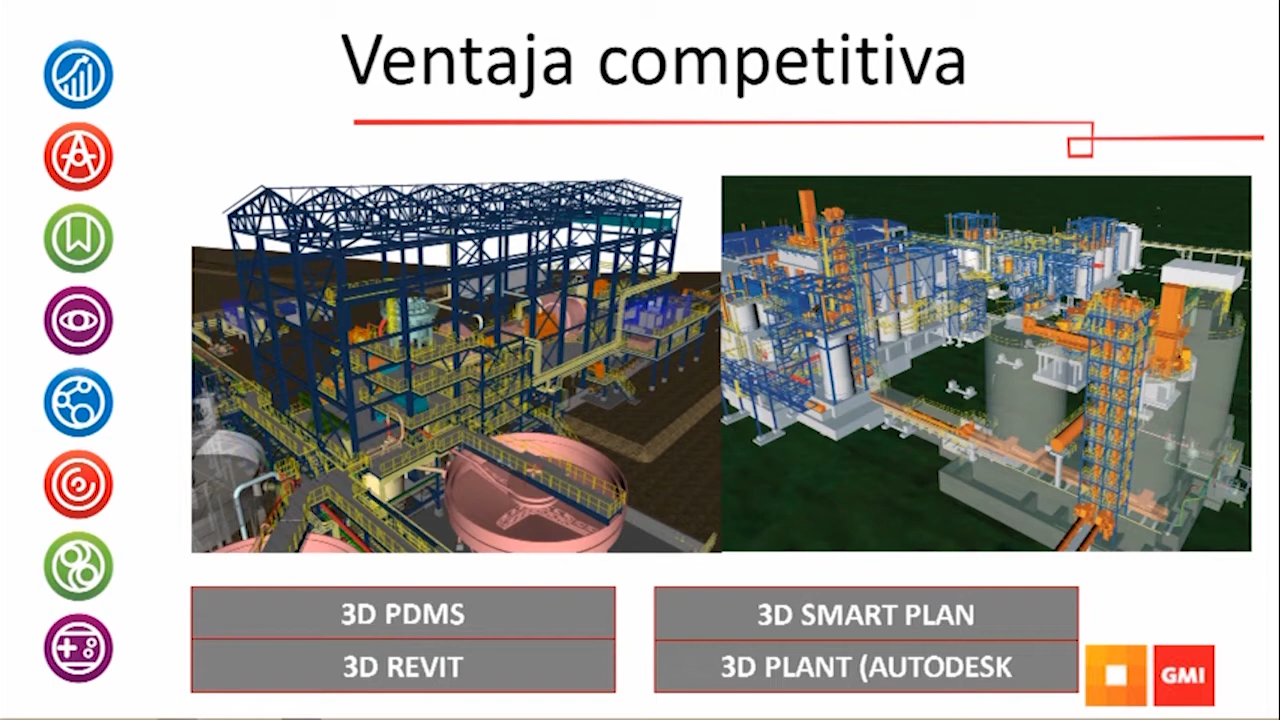 Ventaja competitiva
3D PDMS
3D SMART PLAN
3D REVIT
3D PLANT (AUTODESK
GMI